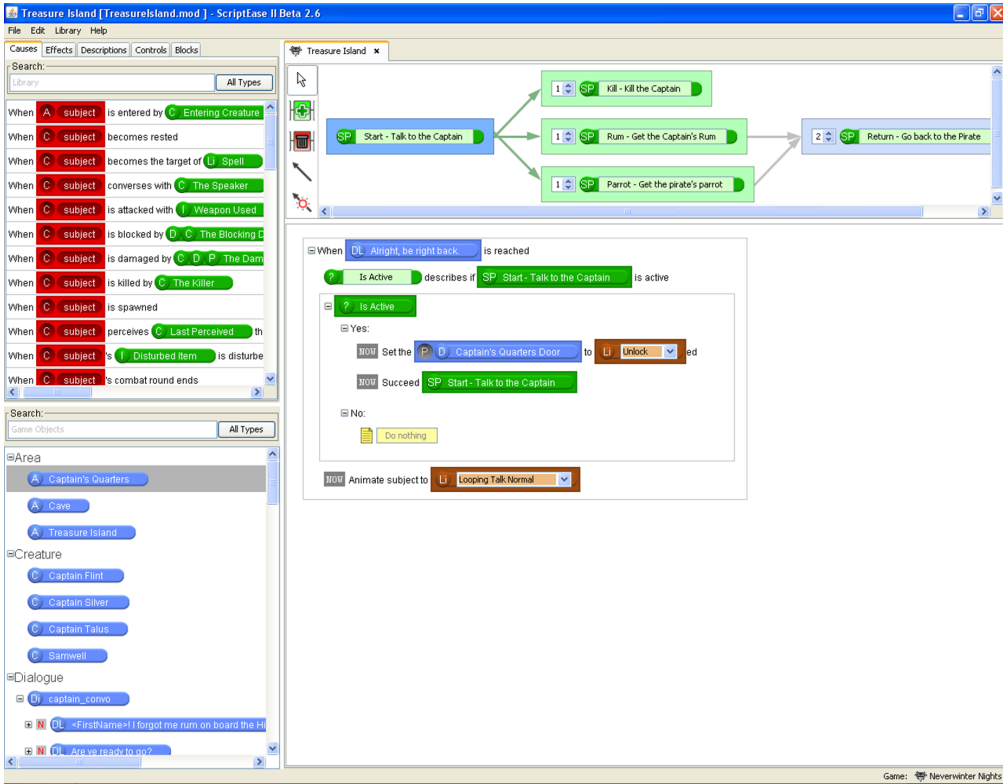 Treasure Island [TreasureIsland.mod ] - ScriptEase II Beta 2.6
File Edit Library Help
Causes Effects Descriptions Controls Blocks
Search:
Library All Types
When A subject is entered by C Entering Creature
When C subject becomes rested
When C subject becomes the target of Li Spell
When C subject converses with C The Speaker
When C subject is attacked with I Weapon Used
When C subject is blocked by D C The Blocking D
When C subject is damaged by C D P The Dam
When C subject is killed by C The Killer
When C subject is spawned
When C subject perceives C Last Perceived th
When C subject 's I Disturbed Item is disturbe
When C subject 's combat round ends
Search:
Game Objects All Types
Area
A Captain's Quarters
A Cave
A Treasure Island
Creature
C Captain Flint
C Captain Silver
C Captain Talus
C Samwell
Dialogue
Di captain_convo
N DL <FirstName>! I forgot me rum on board the Hi
N DL Are ye ready to go?
Treasure Island x
SP Start - Talk to the Captain
1 SP Kill - Kill the Captain
1 SP Rum - Get the Captain's Rum
1 SP Parrot - Get the pirate's parrot
2 SP Return - Go back to the Pirate
When DL Alright, be right back. is reached
? Is Active describes if SP Start - Talk to the Captain is active
? Is Active
Yes:
NOW Set the P D Captain's Quarters Door to Li Unlock ed
NOW Succeed SP Start - Talk to the Captain
No:
Do nothing
NOW Animate subject to Li Looping Talk Normal
Game: Neverwinter Nights